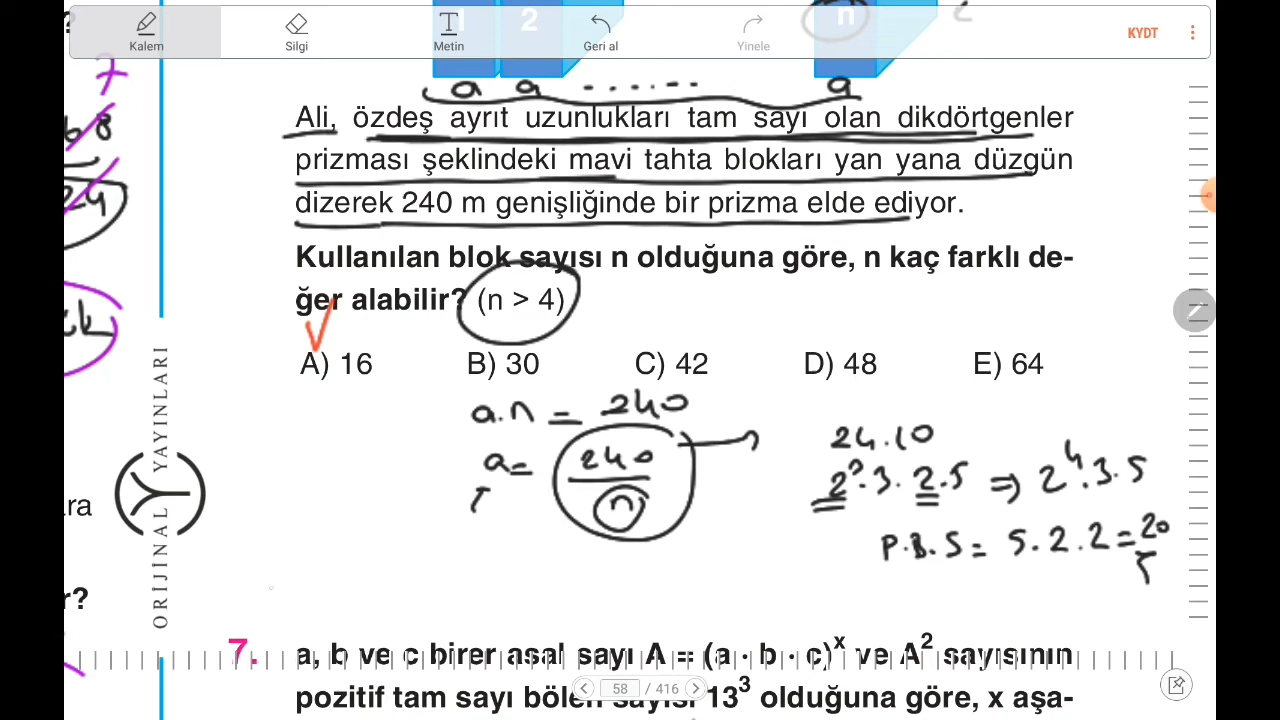 1 2 n
Kalem Silgi Metin Geri al Yinele KYDT
a a ...... a
Ali, özdeş ayrıt uzunlukları tam sayı olan dikdörtgenler
prizması şeklindeki mavi tahta blokları yan yana düzgün
dizerek 240 m genişliğinde bir prizma elde ediyor.
Kullanılan blok sayısı n olduğuna göre, n kaç farklı de-
ğer alabilir? (n > 4)
A) 16 B) 30 C) 42 D) 48 E) 64
a.n = 240
a = 240/n
24.10
2³.3.2.5 ⇒ 2⁴.3.5
P.B.S = 5.2.2 = 20
ORİJİNAL YAYINLARI
ara
r?
7. a, b ve c birer asal sayı A = (a · b · c)ˣ ve A² sayısının
pozitif tam sayı bölen sayısı 13³ olduğuna göre, x aşa-
58 / 416